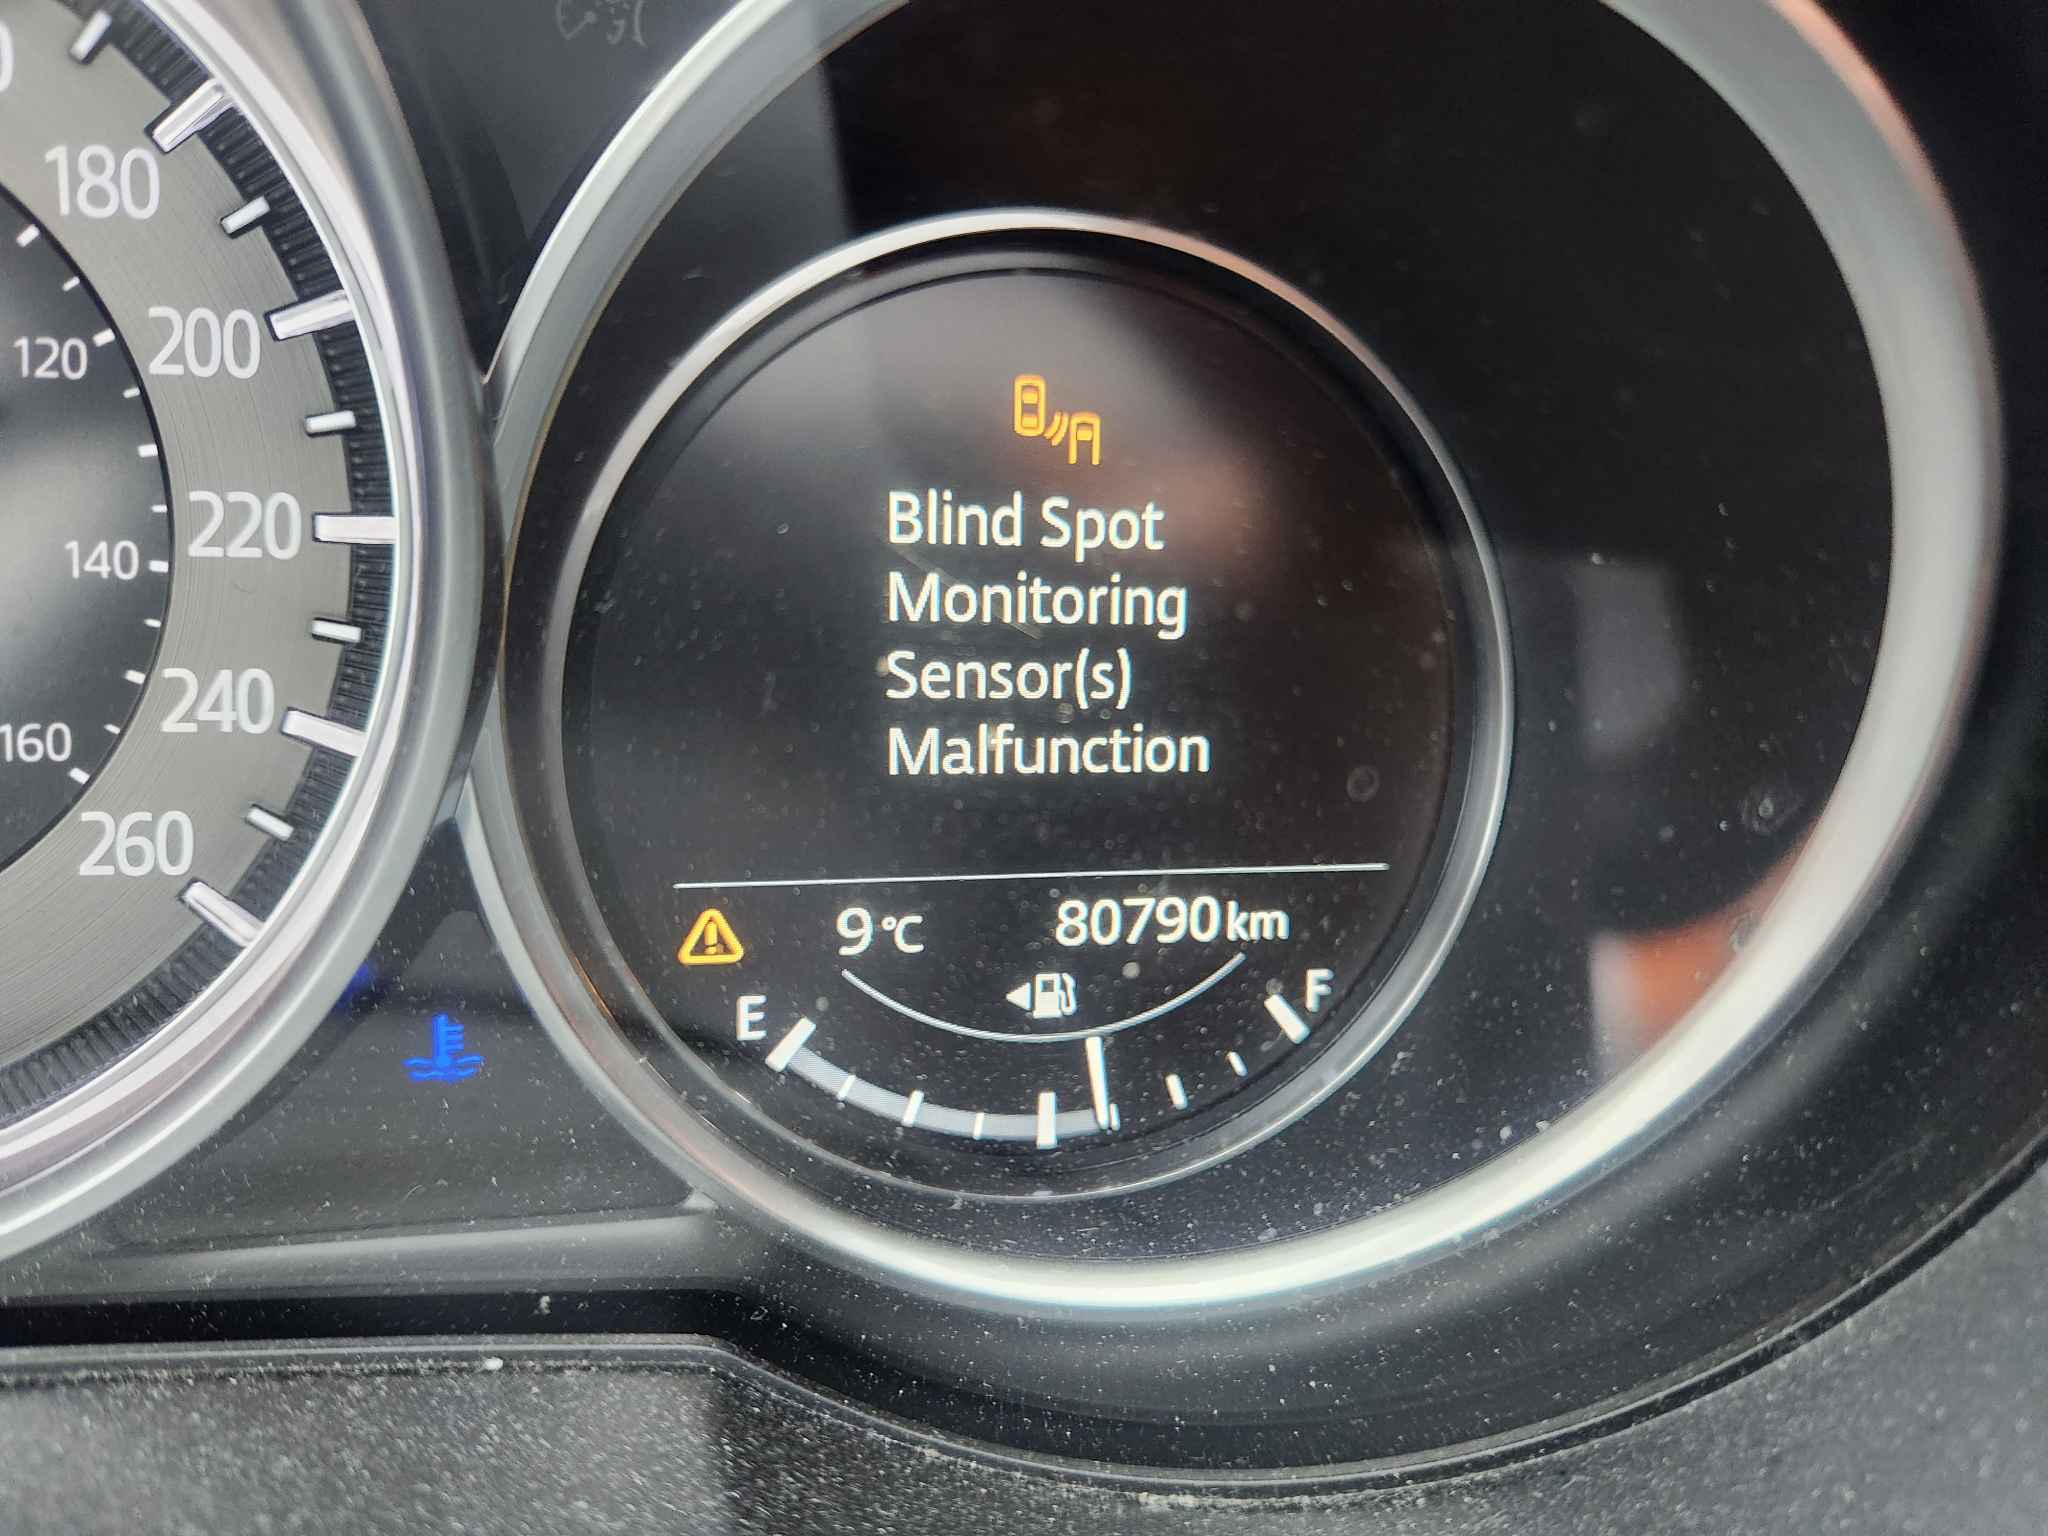 180
200
220
240
260
120
140
160
Blind Spot
Monitoring
Sensor(s)
Malfunction
9°C
80790km
E
F